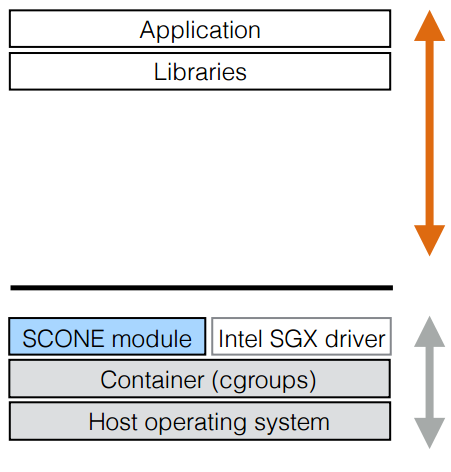 Application
Libraries
SCONE module
Intel SGX driver
Container (cgroups)
Host operating system